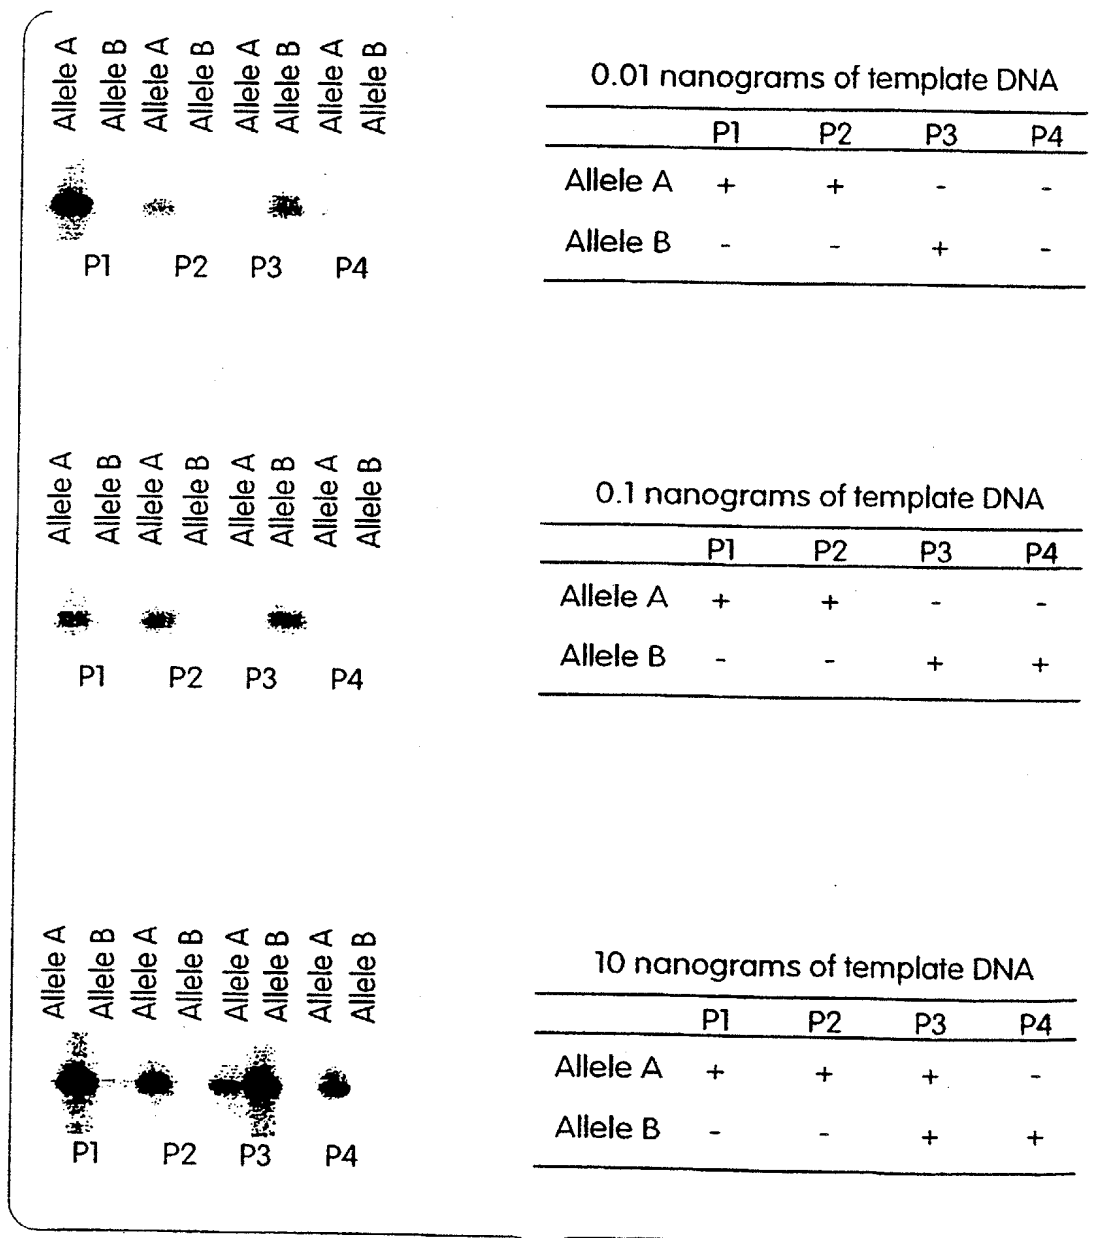 Allele A Allele B Allele A Allele B Allele A Allele B Allele A Allele B
P1 P2 P3 P4
0.01 nanograms of template DNA
P1 P2 P3 P4
Allele A + + - -
Allele B - - + -
Allele A Allele B Allele A Allele B Allele A Allele B Allele A Allele B
P1 P2 P3 P4
0.1 nanograms of template DNA
P1 P2 P3 P4
Allele A + + - -
Allele B - - + +
Allele A Allele B Allele A Allele B Allele A Allele B Allele A Allele B
P1 P2 P3 P4
10 nanograms of template DNA
P1 P2 P3 P4
Allele A + + + -
Allele B - - + +